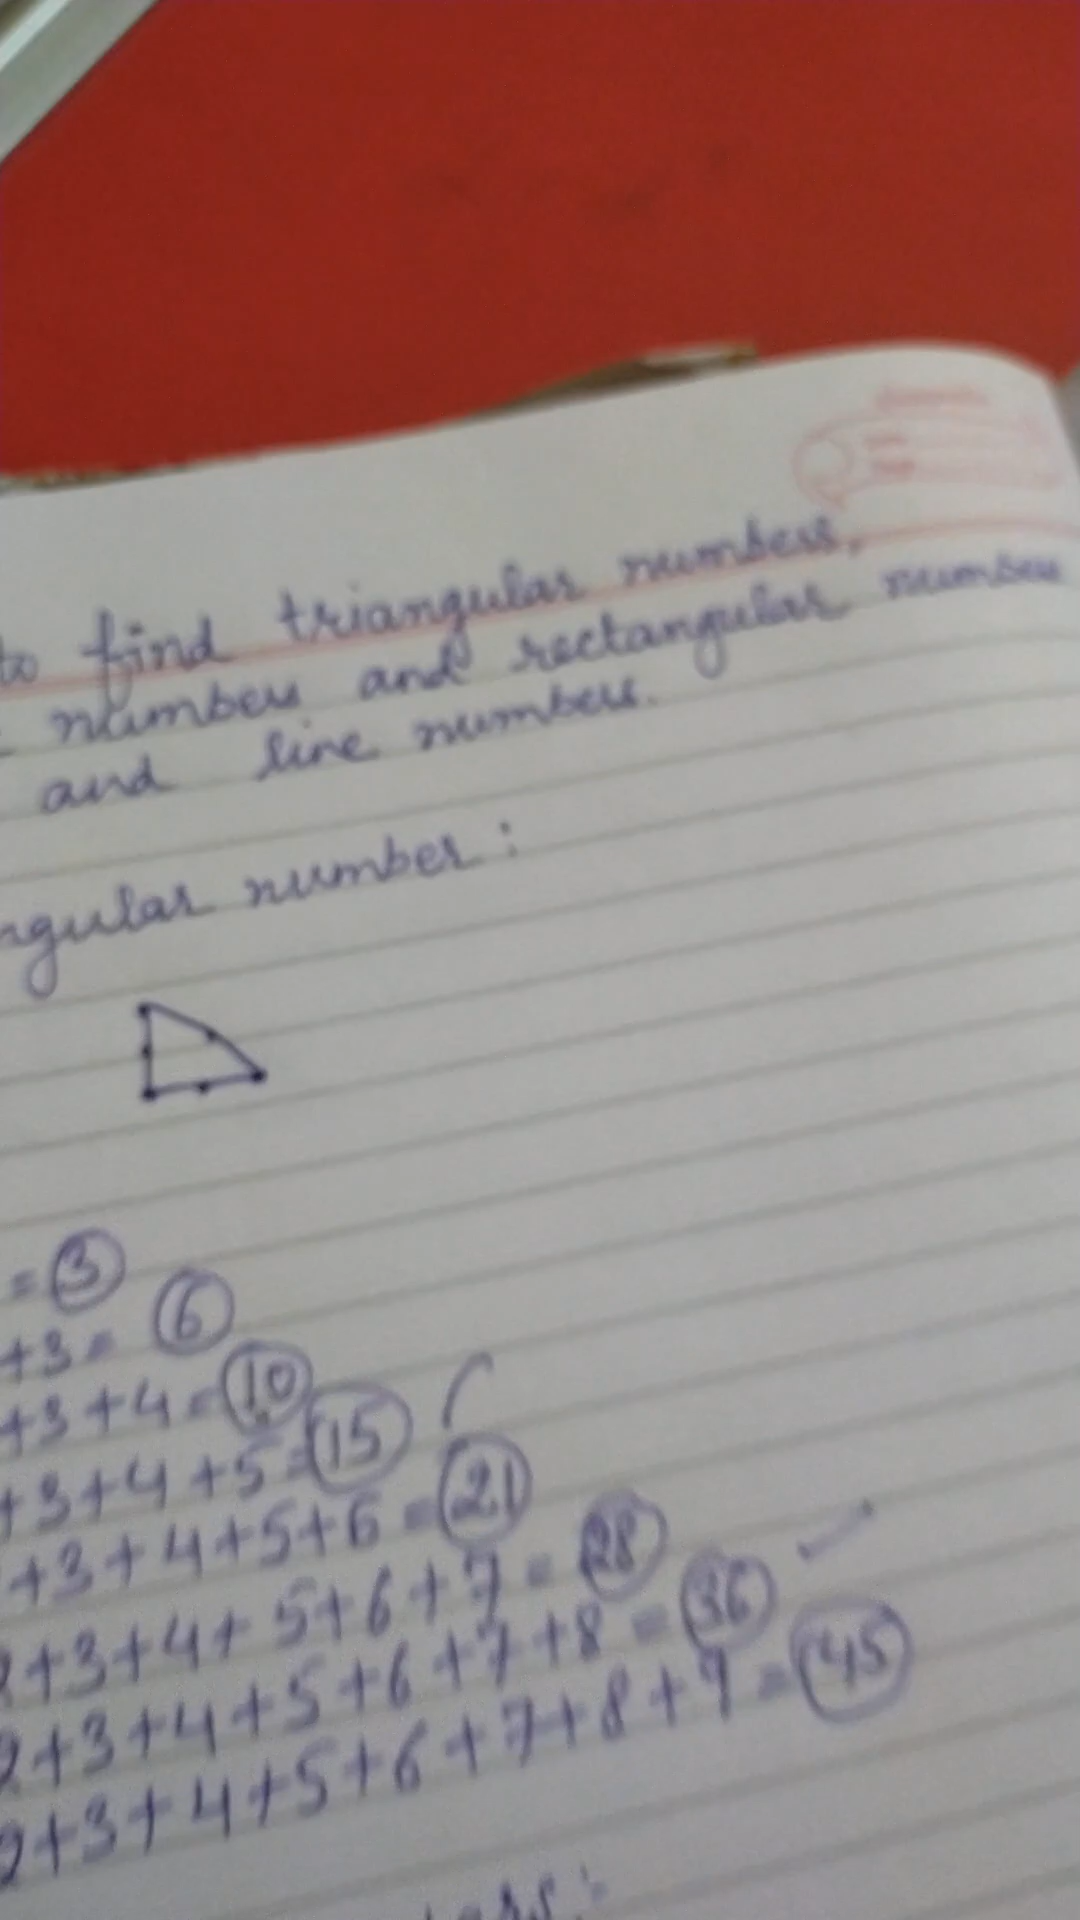 to find triangular numbers,
numbers and rectangular numbers
and line numbers.
ngular number :
= 3
+3= 6
+3+4= 10
+3+4+5= 15
+3+4+5+6 = 21
2+3+4+5+6+7= 28
2+3+4+5+6+7+8= 36
2+3+4+5+6+7+8+9= 45